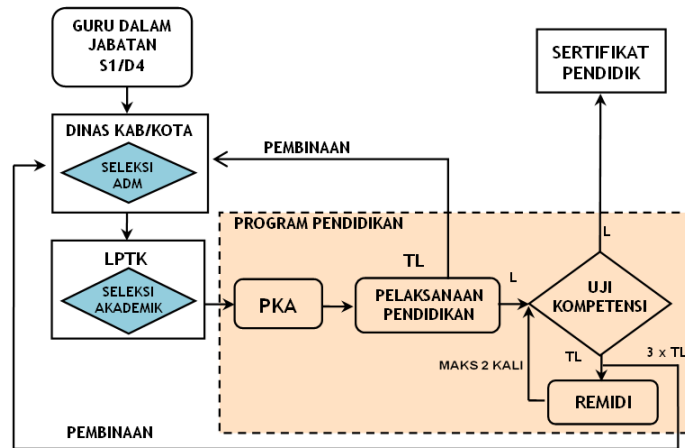 GURU DALAM
JABATAN
S1/D4
SERTIFIKAT
PENDIDIK
DINAS KAB/KOTA
SELEKSI
ADM
PEMBINAAN
PROGRAM PENDIDIKAN
LPTK
SELEKSI
AKADEMIK
PKA
TL
PELAKSANAAN
PENDIDIKAN
L
L
UJI
KOMPETENSI
MAKS 2 KALI
TL
3 x TL
REMIDI
PEMBINAAN